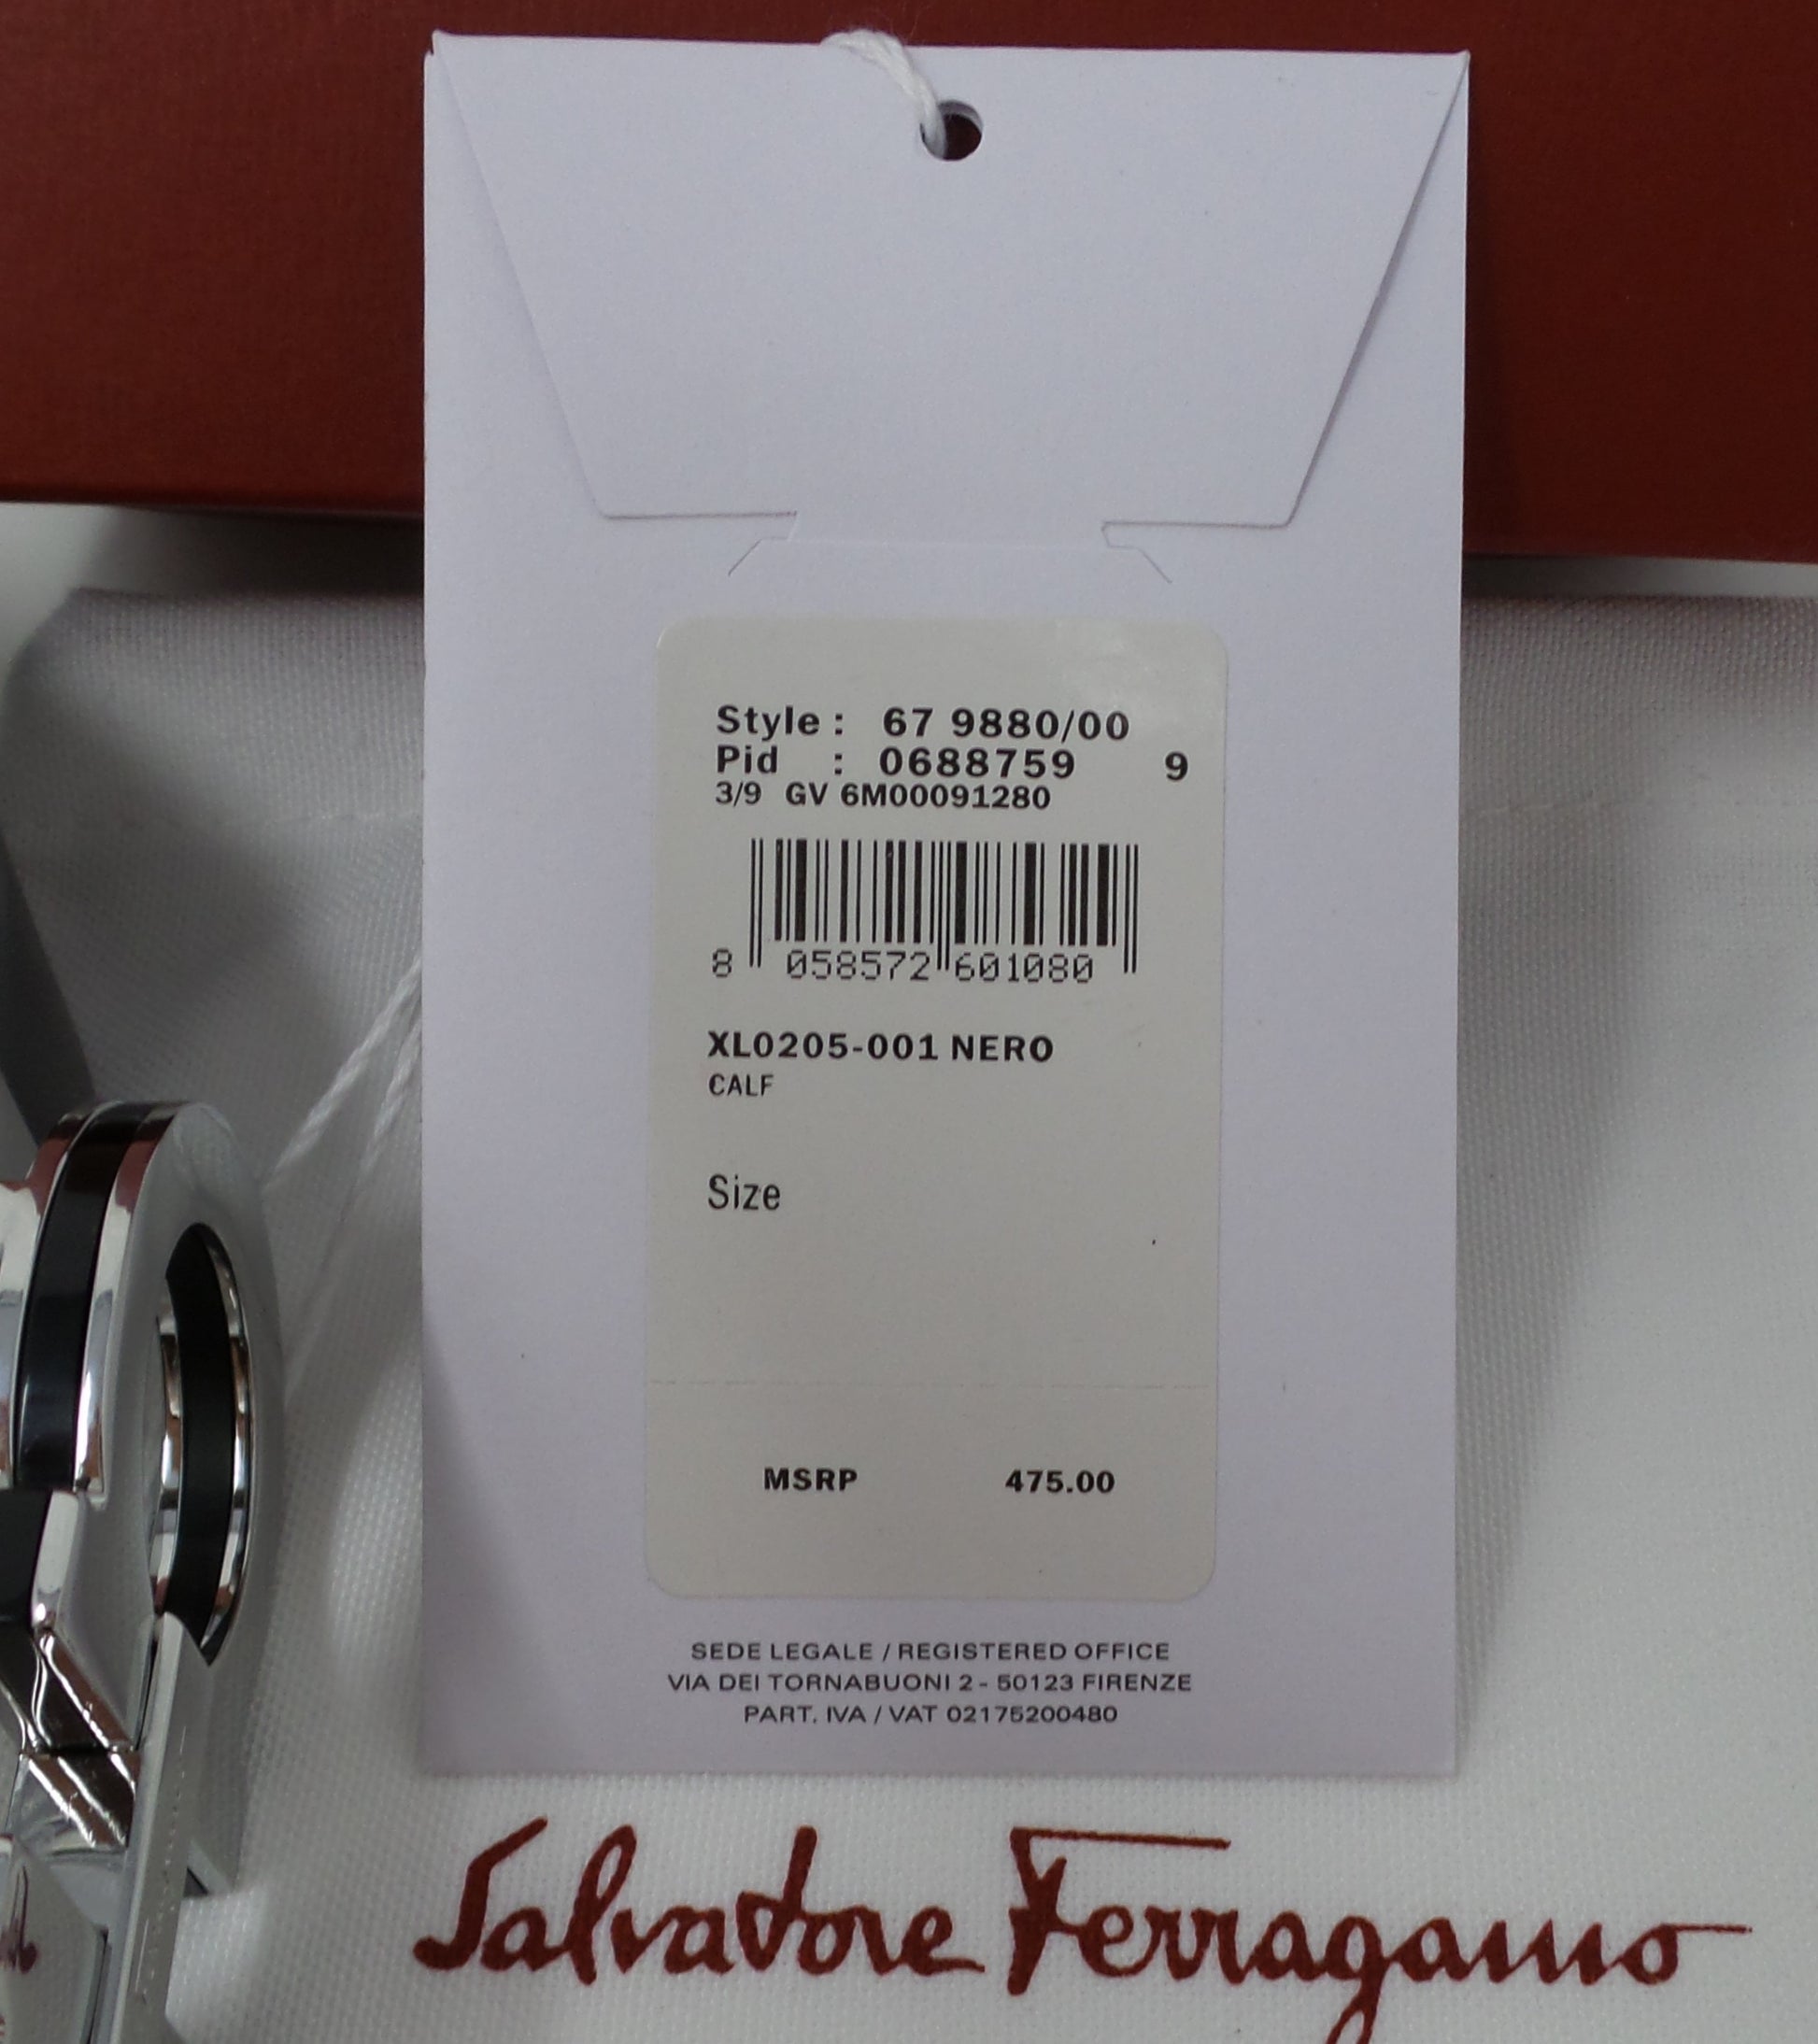 Style : 67 9880/00
Pid : 0688759 9
3/9 GV 6M00091280
8 058572 601080
XL0205-001 NERO
CALF
Size
MSRP 475.00
SEDE LEGALE / REGISTERED OFFICE
VIA DEI TORNABUONI 2 - 50123 FIRENZE
PART. IVA / VAT 02175200480
Salvatore Ferragamo